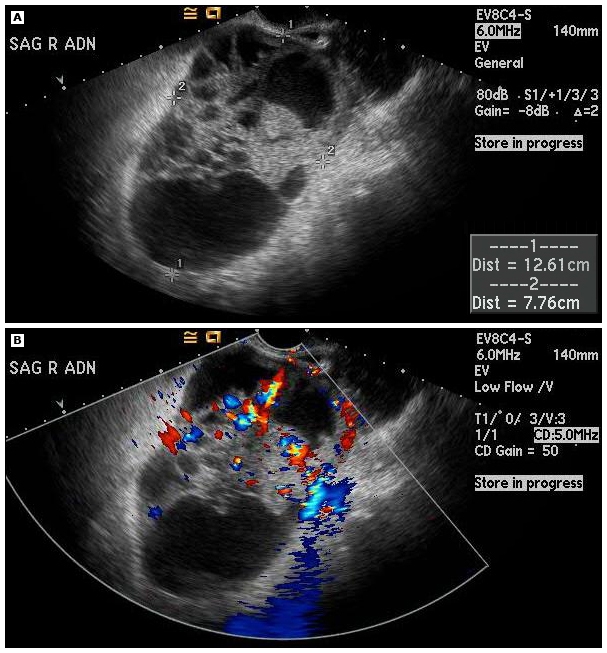 A
SAG R ADN
1
2
2
1
EV8C4-S
6.0MHz 140mm
EV
General
80dB · S1/+1/3/3
Gain= -8dB · Δ=2
Store in progress
----1----
Dist = 12.61cm
----2----
Dist = 7.76cm
B
SAG R ADN
EV8C4-S
6.0MHz 140mm
EV
Low Flow /V
T1/ 0/ 3/V:3
1/1 CD:5.0MHz
CD Gain = 50
Store in progress